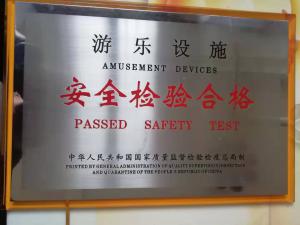 游乐设施
AMUSEMENT DEVICES
安全检验合格
PASSED SAFETY TEST
中华人民共和国国家质量监督检验检疫总局制
PRINTED BY GENERAL ADMINISTRATION OF QUALITY SUPERVISION INSPECTION
AND QUARANTINE OF THE PEOPLE'S REPUBLIC OF CHINA